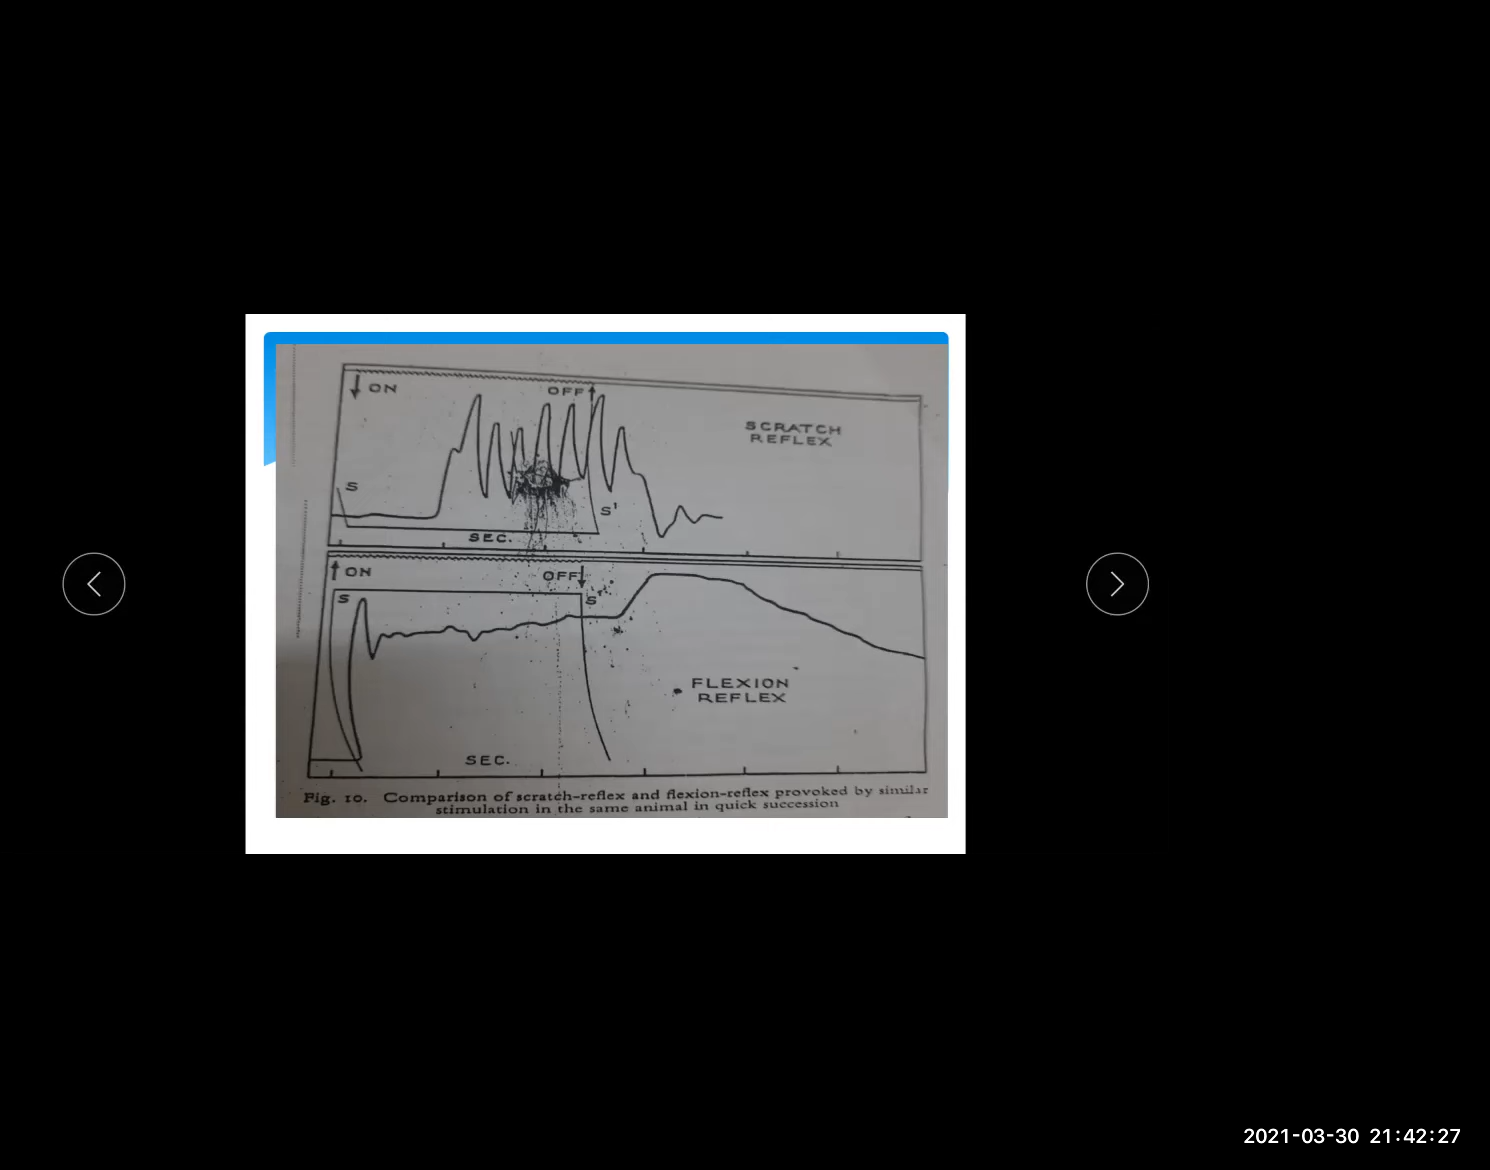 ↓ ON
OFF ↑
SCRATCH
REFLEX
S
S'
SEC.
↑ ON
OFF ↓
S
S'
FLEXION
REFLEX
SEC.
Fig. 10. Comparison of scratch-reflex and flexion-reflex provoked by similar
stimulation in the same animal in quick succession
2021-03-30 21:42:27